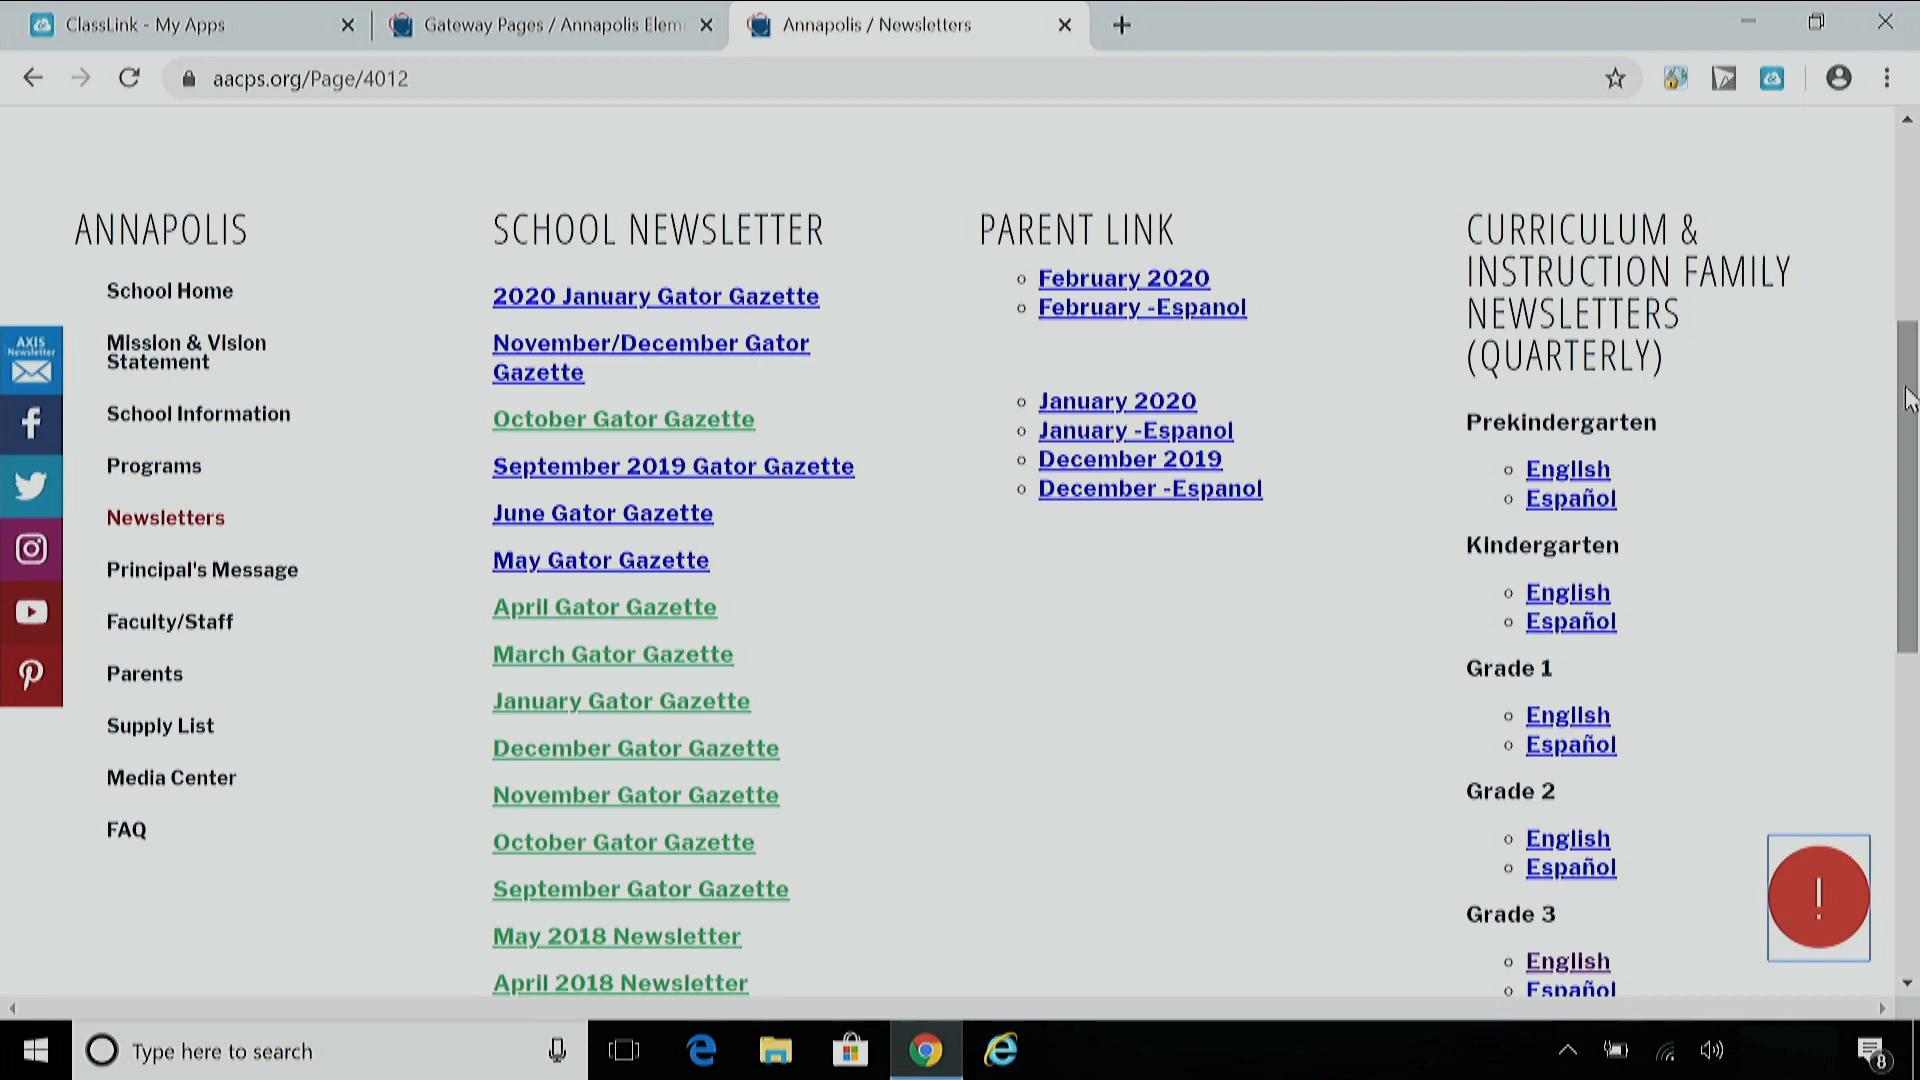 ClassLink - My Apps
Gateway Pages / Annapolis Elem
Annapolis / Newsletters
aacps.org/Page/4012
ANNAPOLIS
School Home
Mission & Vision
Statement
School Information
Programs
Newsletters
Principal's Message
Faculty/Staff
Parents
Supply List
Media Center
FAQ
AXIS
Newsletter
SCHOOL NEWSLETTER
2020 January Gator Gazette
November/December Gator
Gazette
October Gator Gazette
September 2019 Gator Gazette
June Gator Gazette
May Gator Gazette
April Gator Gazette
March Gator Gazette
January Gator Gazette
December Gator Gazette
November Gator Gazette
October Gator Gazette
September Gator Gazette
May 2018 Newsletter
April 2018 Newsletter
PARENT LINK
February 2020
February -Espanol
January 2020
January -Espanol
December 2019
December -Espanol
CURRICULUM &
INSTRUCTION FAMILY
NEWSLETTERS
(QUARTERLY)
Prekindergarten
English
Español
Kindergarten
English
Español
Grade 1
English
Español
Grade 2
English
Español
Grade 3
English
Español
!
Type here to search
8